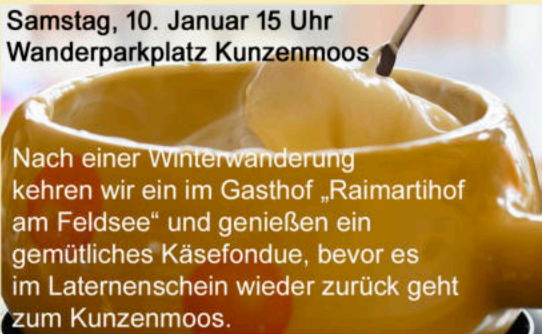 Samstag, 10. Januar 15 Uhr
Wanderparkplatz Kunzenmoos
Nach einer Winterwanderung
kehren wir ein im Gasthof „Raimartihof
am Feldsee“ und genießen ein
gemütliches Käsefondue, bevor es
im Laternenschein wieder zurück geht
zum Kunzenmoos.